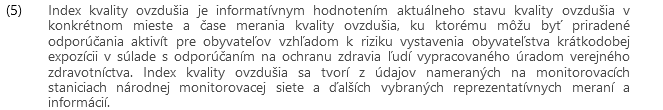 (5) Index kvality ovzdušia je informatívnym hodnotením aktuálneho stavu kvality ovzdušia v
konkrétnom mieste a čase merania kvality ovzdušia, ku ktorému môžu byť priradené
odporúčania aktivít pre obyvateľov vzhľadom k riziku vystavenia obyvateľstva krátkodobej
expozícii v súlade s odporúčaním na ochranu zdravia ľudí vypracovaného úradom verejného
zdravotníctva. Index kvality ovzdušia sa tvorí z údajov nameraných na monitorovacích
staniciach národnej monitorovacej siete a ďalších vybraných reprezentatívnych meraní a
informácií.